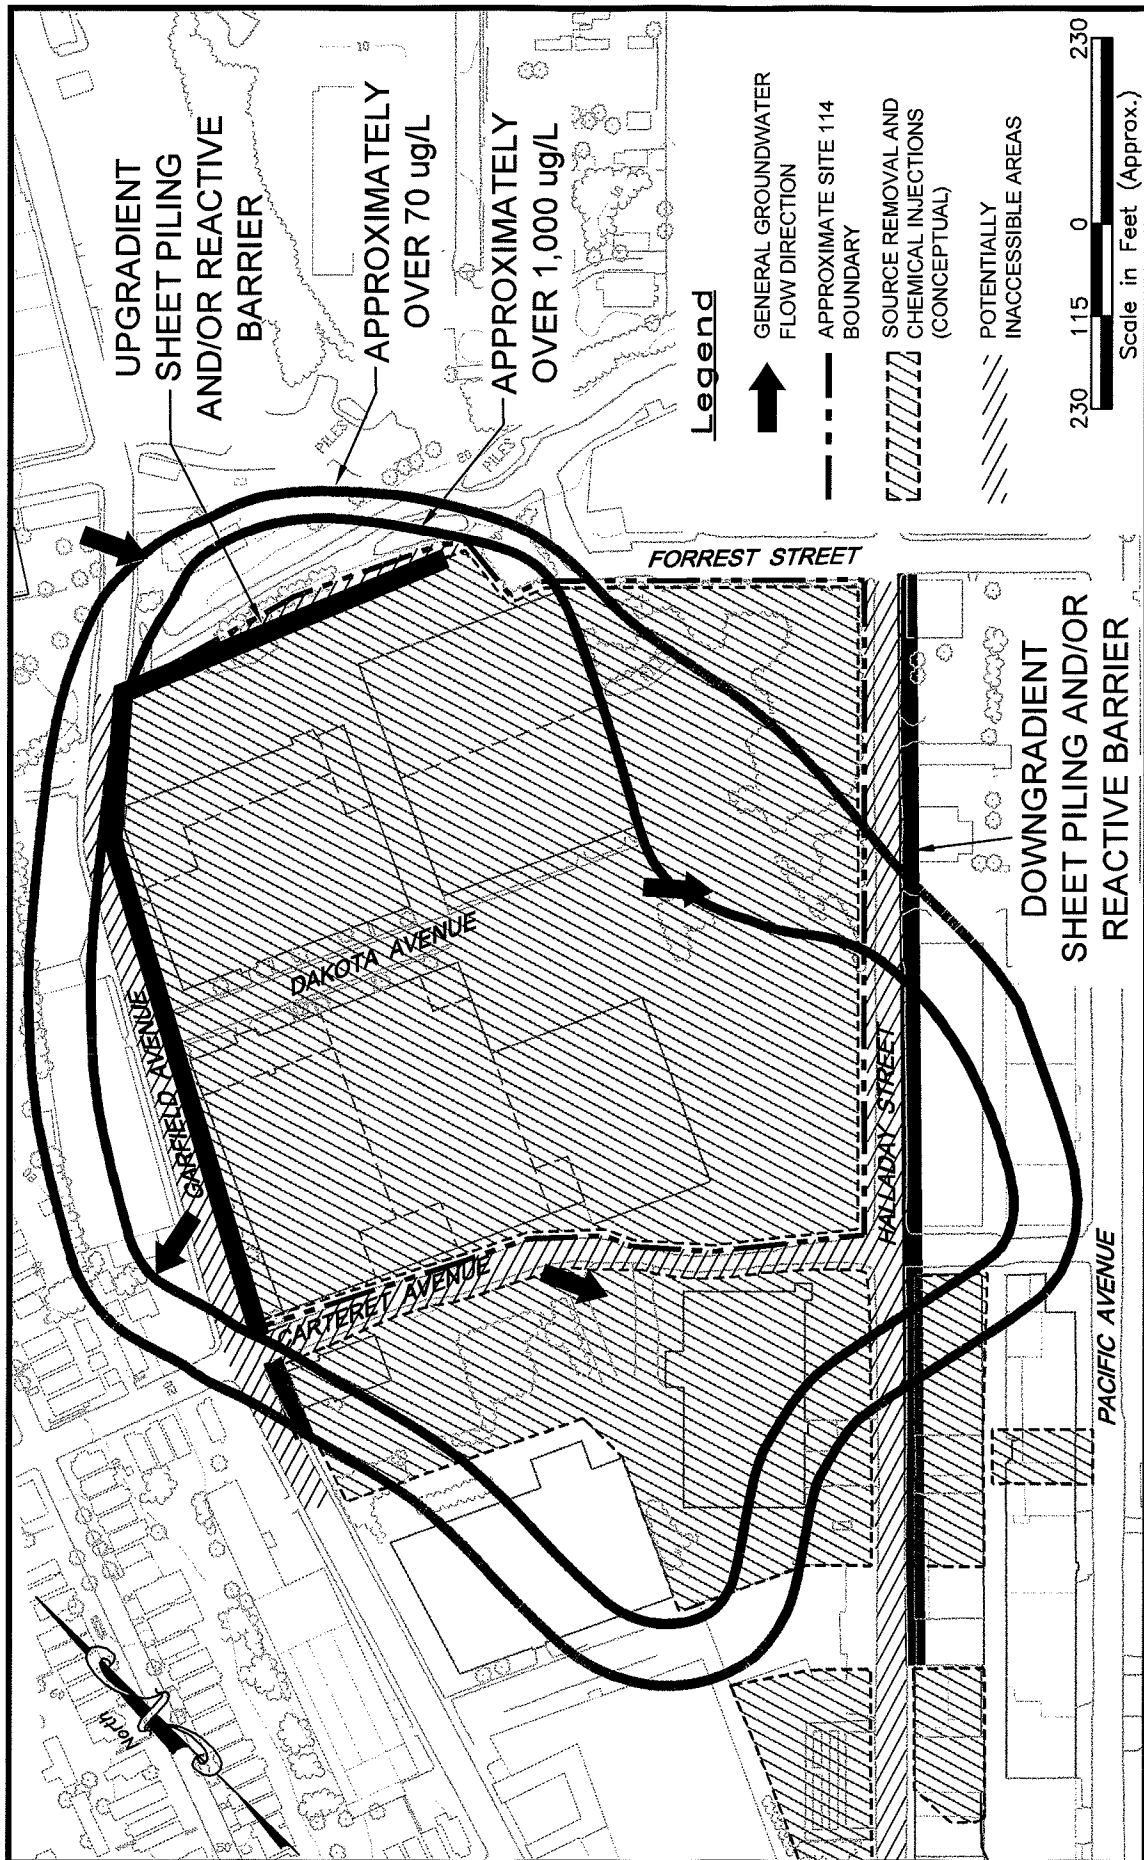 UPGRADIENT
SHEET PILING
AND/OR REACTIVE
BARRIER
APPROXIMATELY
OVER 70 ug/L
APPROXIMATELY
OVER 1,000 ug/L
PILES
PILES
10
20
North
Legend
GENERAL GROUNDWATER
FLOW DIRECTION
APPROXIMATE SITE 114
BOUNDARY
SOURCE REMOVAL AND
CHEMICAL INJECTIONS
(CONCEPTUAL)
POTENTIALLY
INACCESSIBLE AREAS
230 115 0 230
Scale in Feet (Approx.)
FORREST STREET
DAKOTA AVENUE
GARFIELD AVENUE
CARTERET AVENUE
HALLADAY STREET
PACIFIC AVENUE
DOWNGRADIENT
SHEET PILING AND/OR
REACTIVE BARRIER